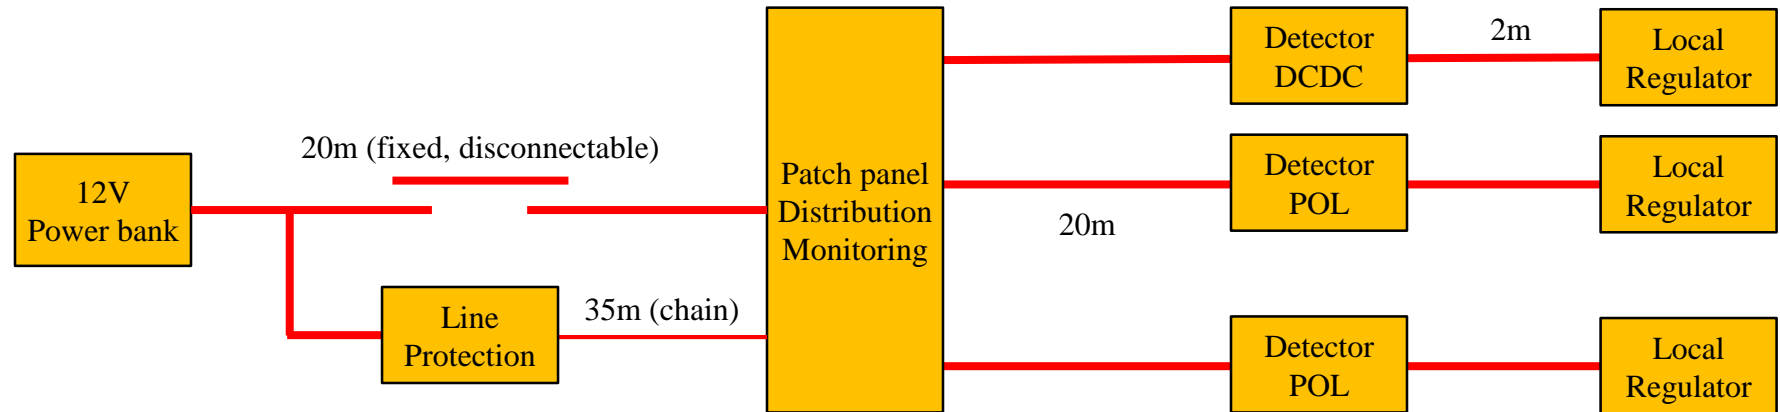 12V
Power bank
20m (fixed, disconnectable)
Line
Protection
35m (chain)
Patch panel
Distribution
Monitoring
20m
Detector
DCDC
2m
Local
Regulator
Detector
POL
Local
Regulator
Detector
POL
Local
Regulator